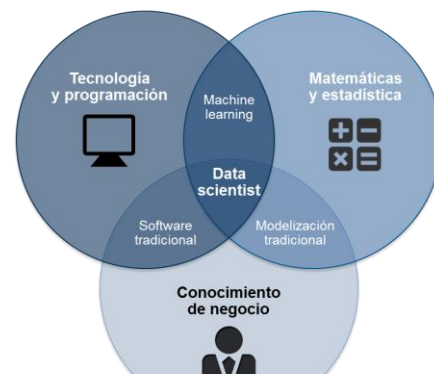 Tecnología
y programación
Matemáticas
y estadística
Machine
learning
Data
scientist
Software
tradicional
Modelización
tradicional
Conocimiento
de negocio